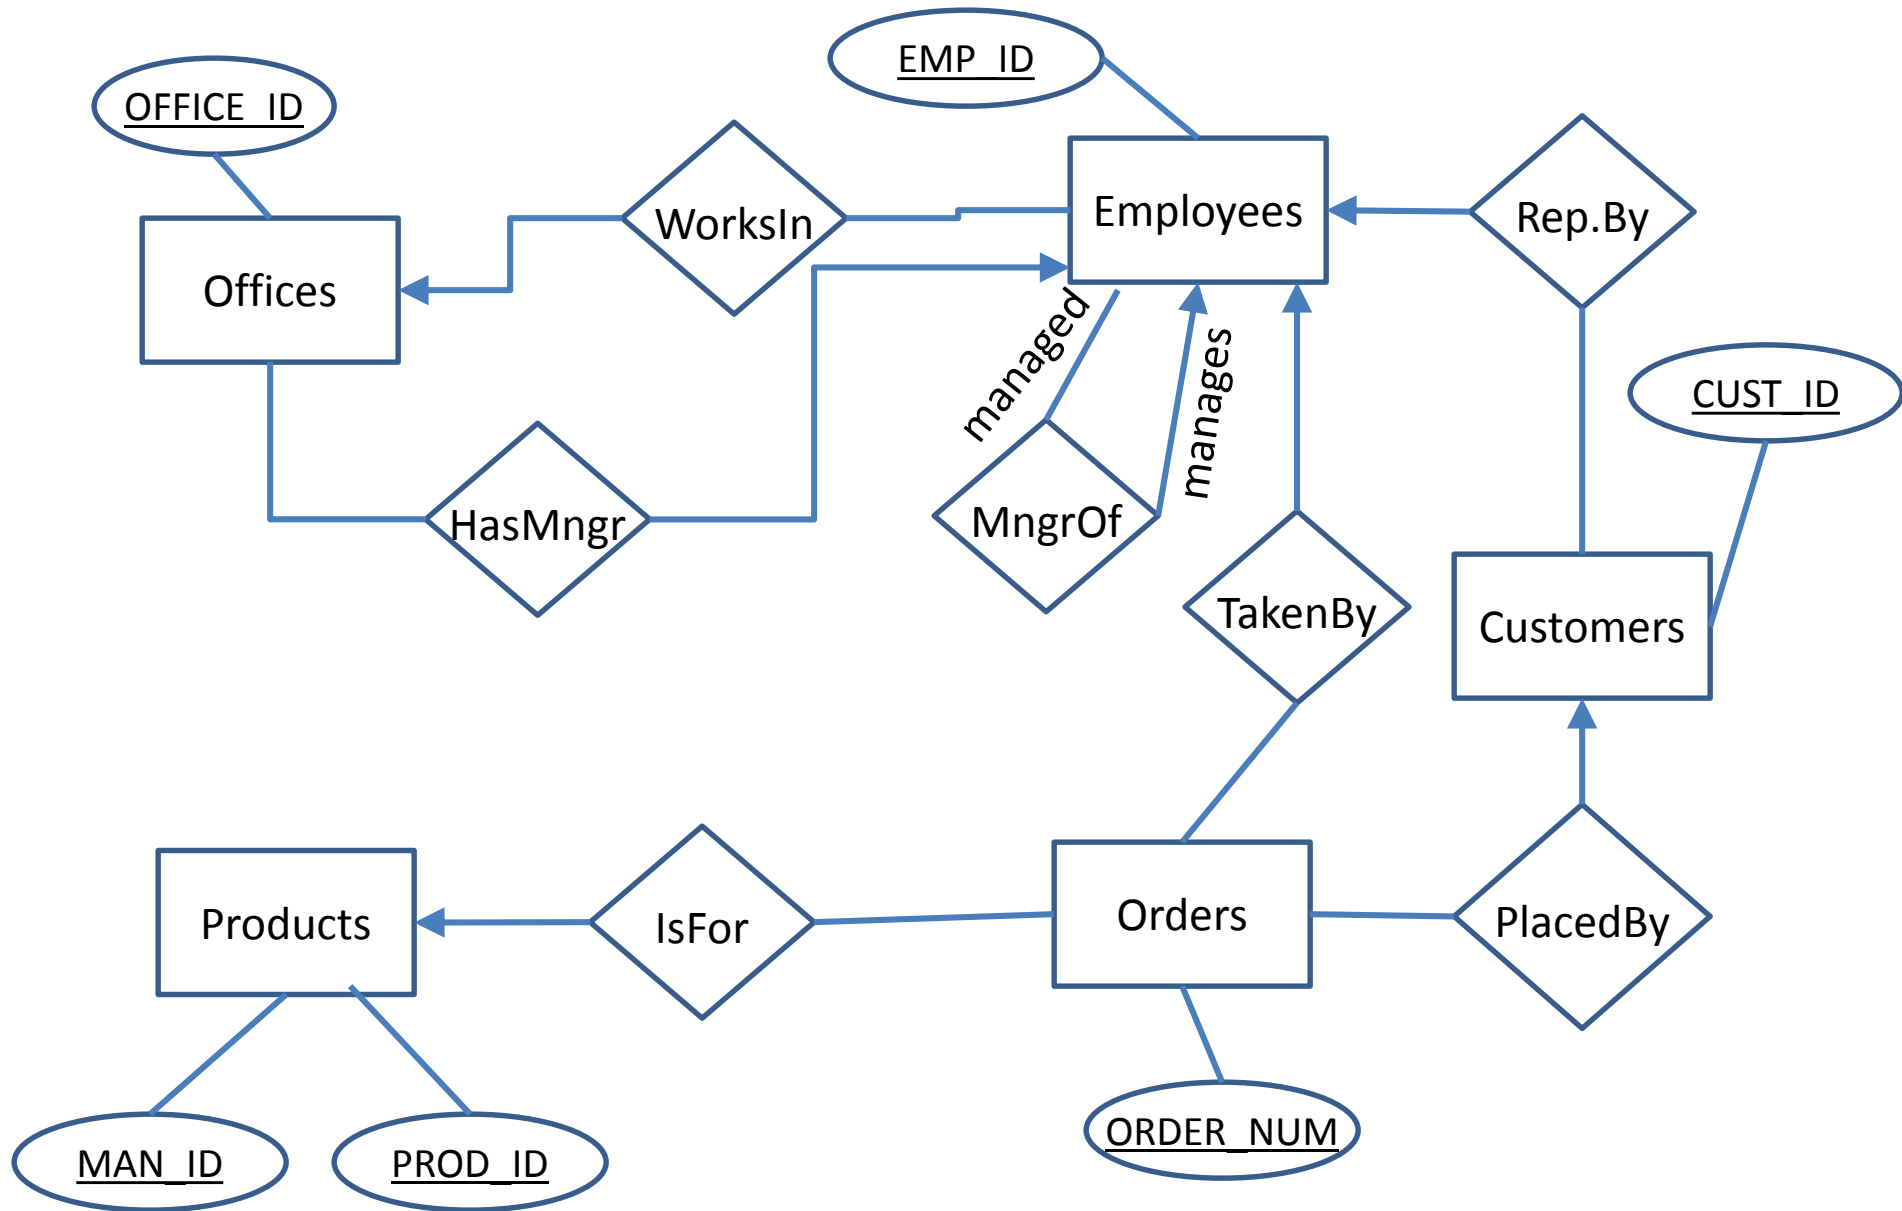 EMP_ID
OFFICE_ID
WorksIn
Employees
Rep.By
Offices
managed
manages
CUST_ID
HasMngr
MngrOf
TakenBy
Customers
Products
IsFor
Orders
PlacedBy
MAN_ID
PROD_ID
ORDER_NUM